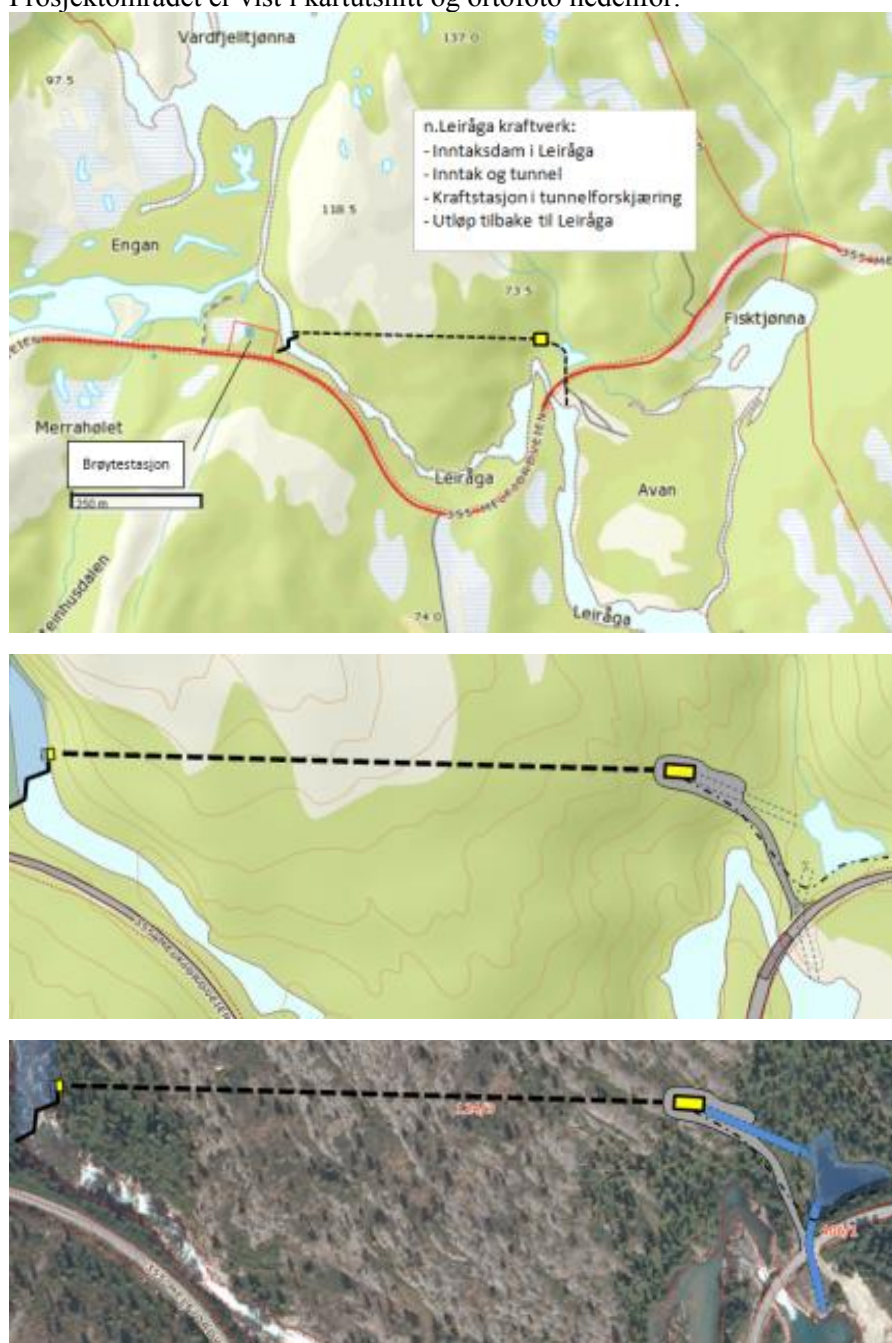 Prosjektområdet er vist i kartutsnitt og ortofoto nedenfor:
Vardfjelltjønna
137 0
97 5
n.Leiråga kraftverk:
- Inntaksdam i Leiråga
- Inntak og tunnel
- Kraftstasjon i tunnelforskjæring
- Utløp tilbake til Leiråga
118 5
Engan
73 5
Fisktjønna
Merrahølet
Brøytestasjon
250 m
Leiråga
Avan
74 0
Leiråga